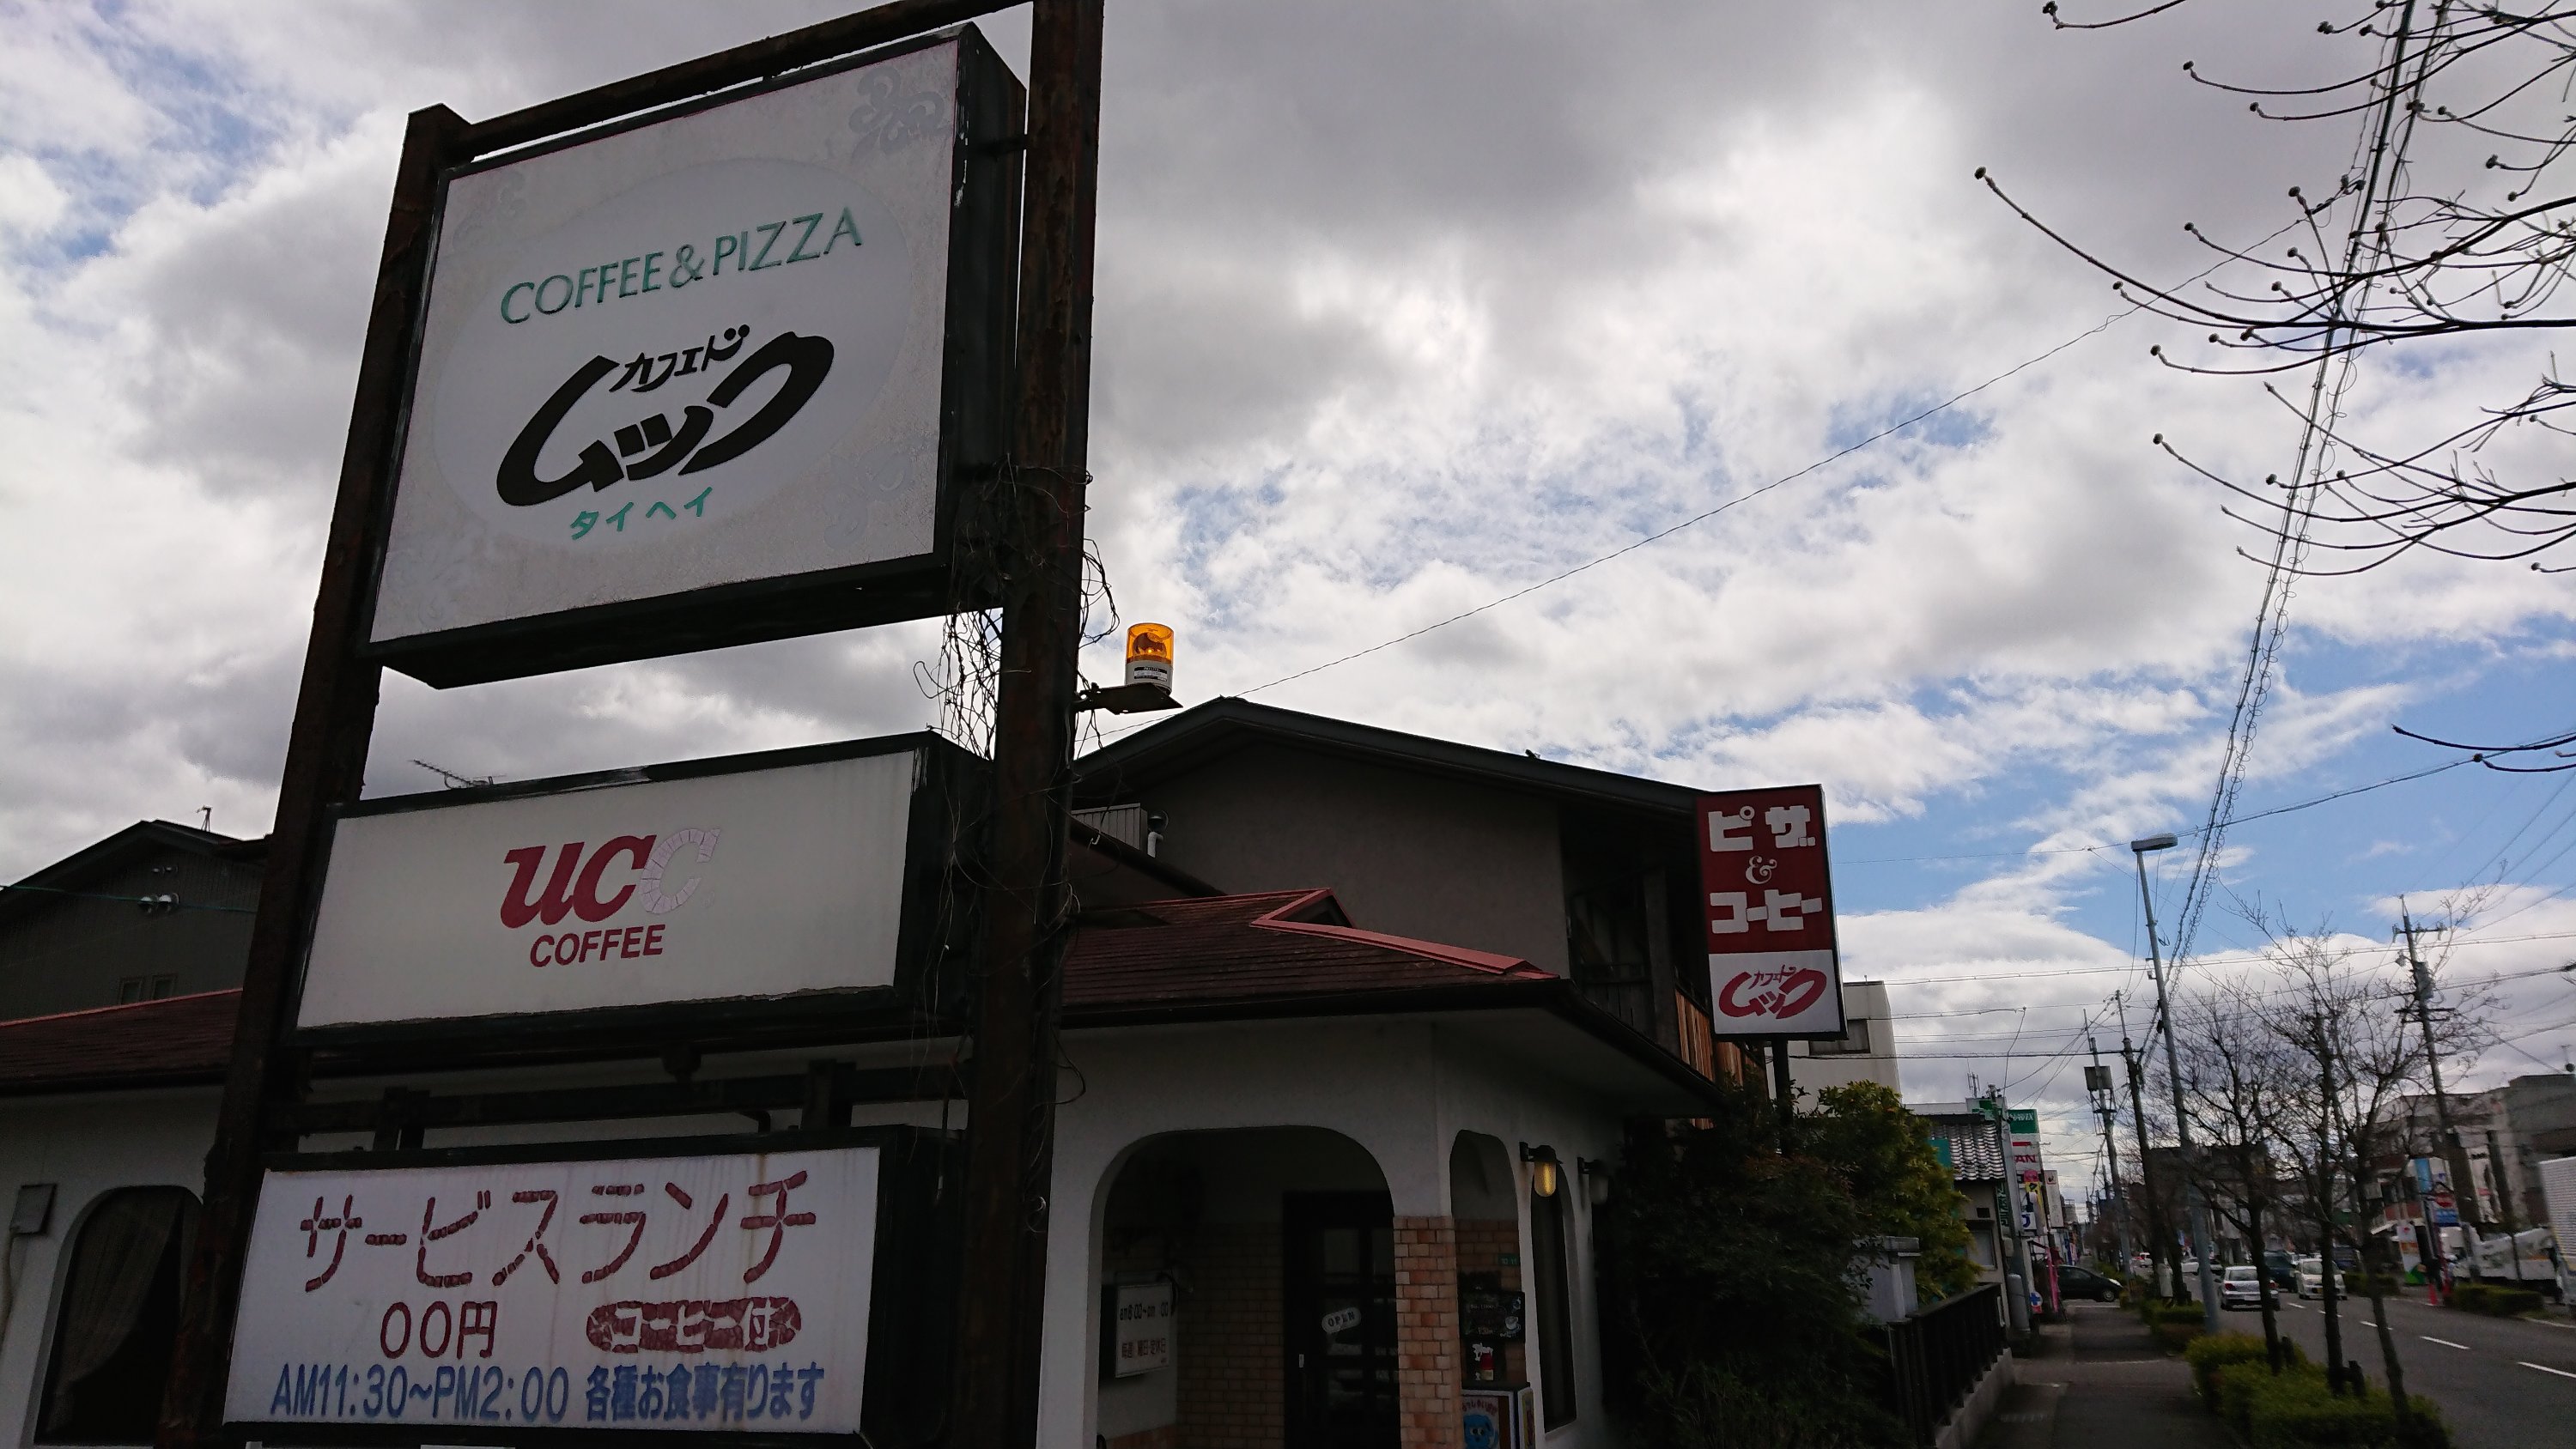 COFFEE&PIZZA
カフェド
ムック
タイヘイ
UCC
COFFEE
サービスランチ
00円 コーヒー付
AM11:30~PM2:00 各種お食事有ります
ピザ
&
コーヒー
カフェド
ムック
OPEN